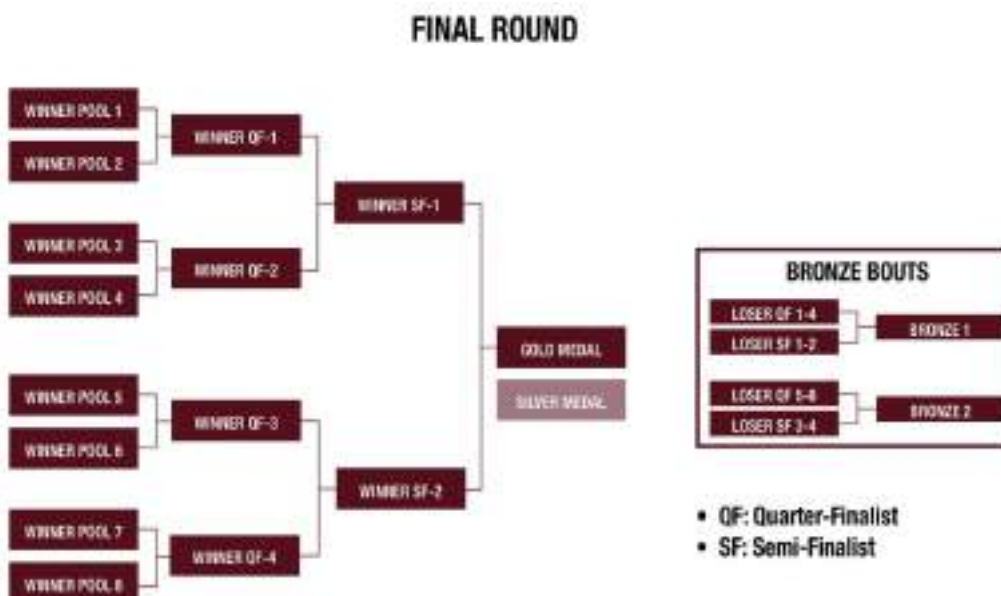 FINAL ROUND
WINNER POOL 1
WINNER POOL 2
WINNER QF-1
WINNER POOL 3
WINNER POOL 4
WINNER QF-2
WINNER SF-1
WINNER POOL 5
WINNER POOL 6
WINNER QF-3
WINNER POOL 7
WINNER POOL 8
WINNER QF-4
WINNER SF-2
GOLD MEDAL
SILVER MEDAL
BRONZE BOUTS
LOSER QF 1-4
LOSER SF 1-2
BRONZE 1
LOSER QF 5-8
LOSER SF 3-4
BRONZE 2
• QF: Quarter-Finalist
• SF: Semi-Finalist